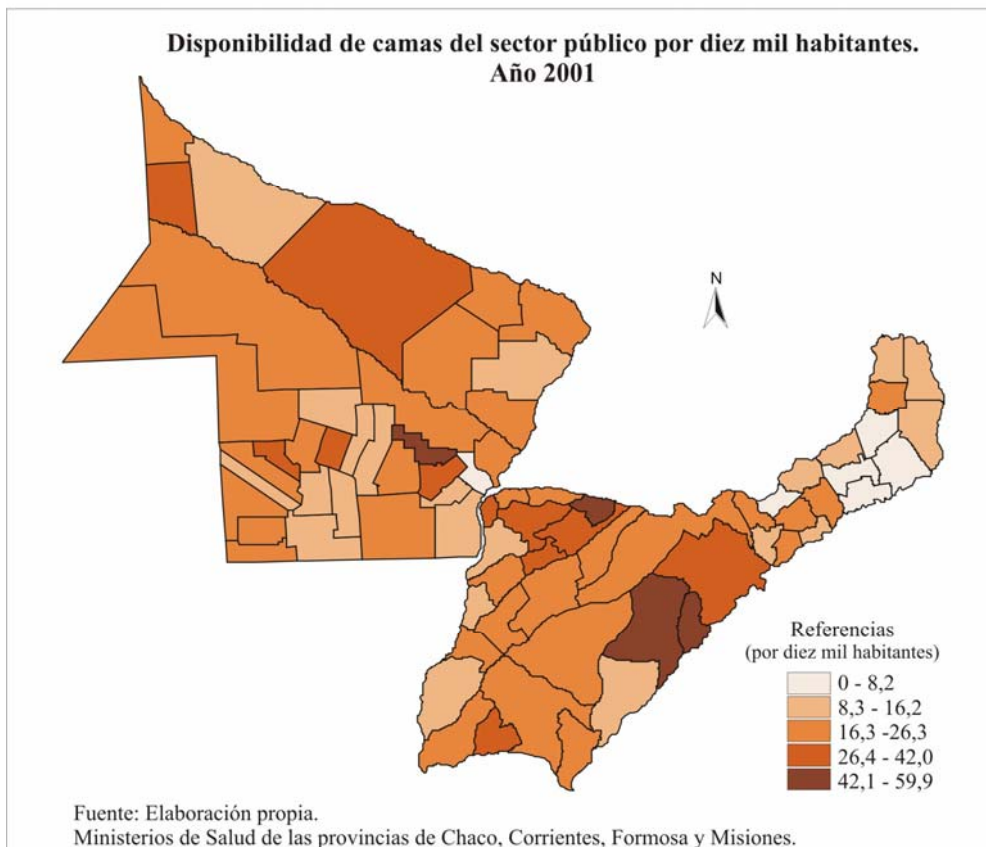 Disponibilidad de camas del sector público por diez mil habitantes.
Año 2001
N
Referencias
(por diez mil habitantes)
0 - 8,2
8,3 - 16,2
16,3 -26,3
26,4 - 42,0
42,1 - 59,9
Fuente: Elaboración propia.
Ministerios de Salud de las provincias de Chaco, Corrientes, Formosa y Misiones.